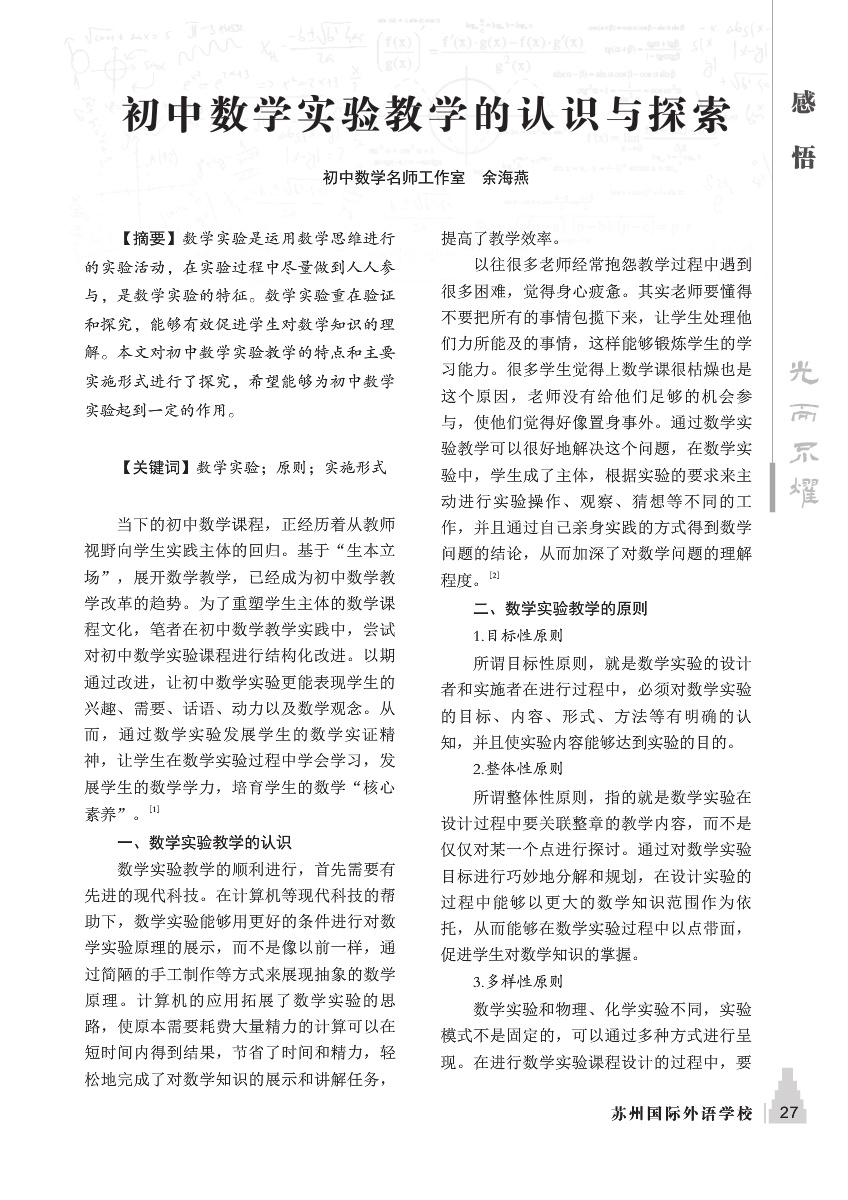 初中数学实验教学的认识与探索
初中数学名师工作室　余海燕
【摘要】数学实验是运用数学思维进行
的实验活动，在实验过程中尽量做到人人参
与，是数学实验的特征。数学实验重在验证
和探究，能够有效促进学生对数学知识的理
解。本文对初中数学实验教学的特点和主要
实施形式进行了探究，希望能够为初中数学
实验起到一定的作用。
【关键词】数学实验；原则；实施形式
当下的初中数学课程，正经历着从教师
视野向学生实践主体的回归。基于“生本立
场”，展开数学教学，已经成为初中数学教
学改革的趋势。为了重塑学生主体的数学课
程文化，笔者在初中数学教学实践中，尝试
对初中数学实验课程进行结构化改进。以期
通过改进，让初中数学实验更能表现学生的
兴趣、需要、话语、动力以及数学观念。从
而，通过数学实验发展学生的数学实证精
神，让学生在数学实验过程中学会学习，发
展学生的数学学力，培育学生的数学“核心
素养”。[1]
一、数学实验教学的认识
数学实验教学的顺利进行，首先需要有
先进的现代科技。在计算机等现代科技的帮
助下，数学实验能够用更好的条件进行对数
学实验原理的展示，而不是像以前一样，通
过简陋的手工制作等方式来展现抽象的数学
原理。计算机的应用拓展了数学实验的思
路，使原本需要耗费大量精力的计算可以在
短时间内得到结果，节省了时间和精力，轻
松地完成了对数学知识的展示和讲解任务，
提高了教学效率。
以往很多老师经常抱怨教学过程中遇到
很多困难，觉得身心疲惫。其实老师要懂得
不要把所有的事情包揽下来，让学生处理他
们力所能及的事情，这样能够锻炼学生的学
习能力。很多学生觉得上数学课很枯燥也是
这个原因，老师没有给他们足够的机会参
与，使他们觉得好像置身事外。通过数学实
验教学可以很好地解决这个问题，在数学实
验中，学生成了主体，根据实验的要求来主
动进行实验操作、观察、猜想等不同的工
作，并且通过自己亲身实践的方式得到数学
问题的结论，从而加深了对数学问题的理解
程度。[2]
二、数学实验教学的原则
1.目标性原则
所谓目标性原则，就是数学实验的设计
者和实施者在进行过程中，必须对数学实验
的目标、内容、形式、方法等有明确的认
知，并且使实验内容能够达到实验的目的。
2.整体性原则
所谓整体性原则，指的就是数学实验在
设计过程中要关联整章的教学内容，而不是
仅仅对某一个点进行探讨。通过对数学实验
目标进行巧妙地分解和规划，在设计实验的
过程中能够以更大的数学知识范围作为依
托，从而能够在数学实验过程中以点带面，
促进学生对数学知识的掌握。
3.多样性原则
数学实验和物理、化学实验不同，实验
模式不是固定的，可以通过多种方式进行呈
现。在进行数学实验课程设计的过程中，要
感悟
光而不耀
苏州国际外语学校
27